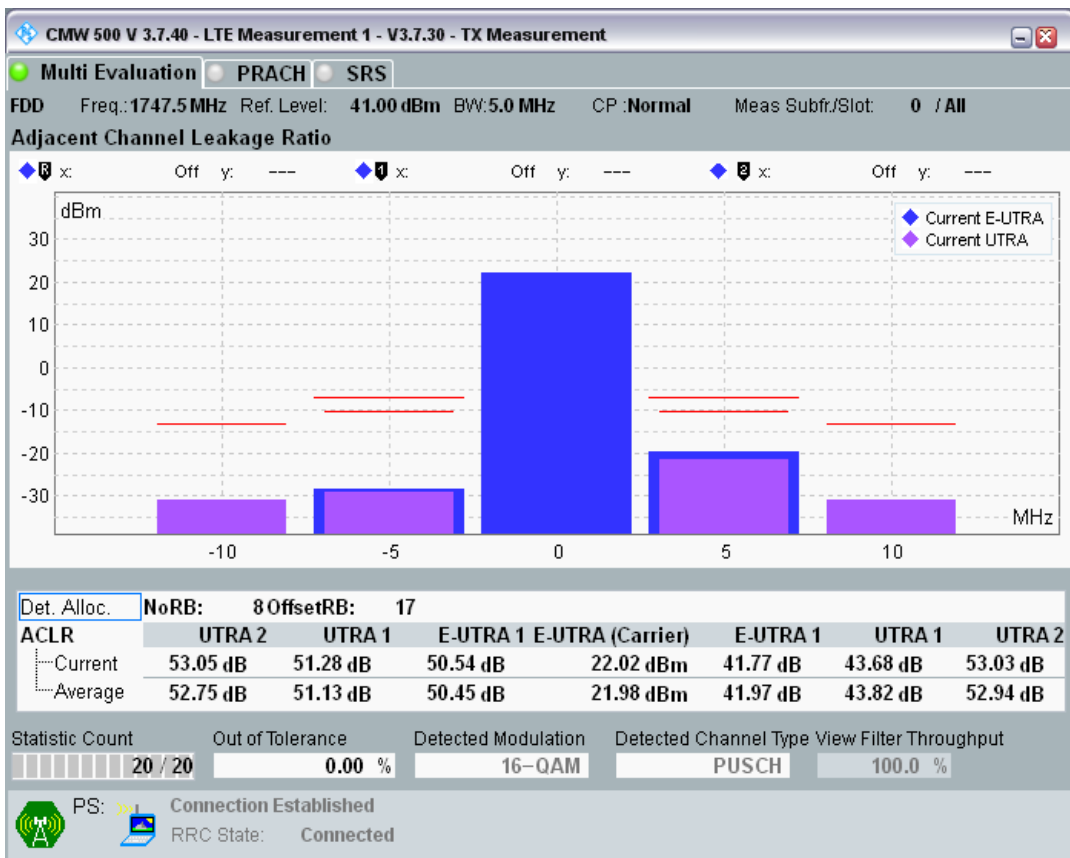 CMW 500 V 3.7.40 - LTE Measurement 1 - V3.7.30 - TX Measurement
Multi Evaluation PRACH SRS
FDD Freq.: 1747.5 MHz Ref. Level: 41.00 dBm BW: 5.0 MHz CP : Normal Meas Subfr./Slot: 0 / All
Adjacent Channel Leakage Ratio
R x: Off y: --- 1 x: Off y: --- 2 x: Off y: ---
dBm
Current E-UTRA
Current UTRA
30
20
10
0
-10
-20
-30
MHz
-10 -5 0 5 10
Det. Alloc. NoRB: 8 OffsetRB: 17
ACLR UTRA 2 UTRA 1 E-UTRA 1 E-UTRA (Carrier) E-UTRA 1 UTRA 1 UTRA 2
Current 53.05 dB 51.28 dB 50.54 dB 22.02 dBm 41.77 dB 43.68 dB 53.03 dB
Average 52.75 dB 51.13 dB 50.45 dB 21.98 dBm 41.97 dB 43.82 dB 52.94 dB
Statistic Count Out of Tolerance Detected Modulation Detected Channel Type View Filter Throughput
20 / 20 0.00 % 16-QAM PUSCH 100.0 %
PS: Connection Established
RRC State: Connected